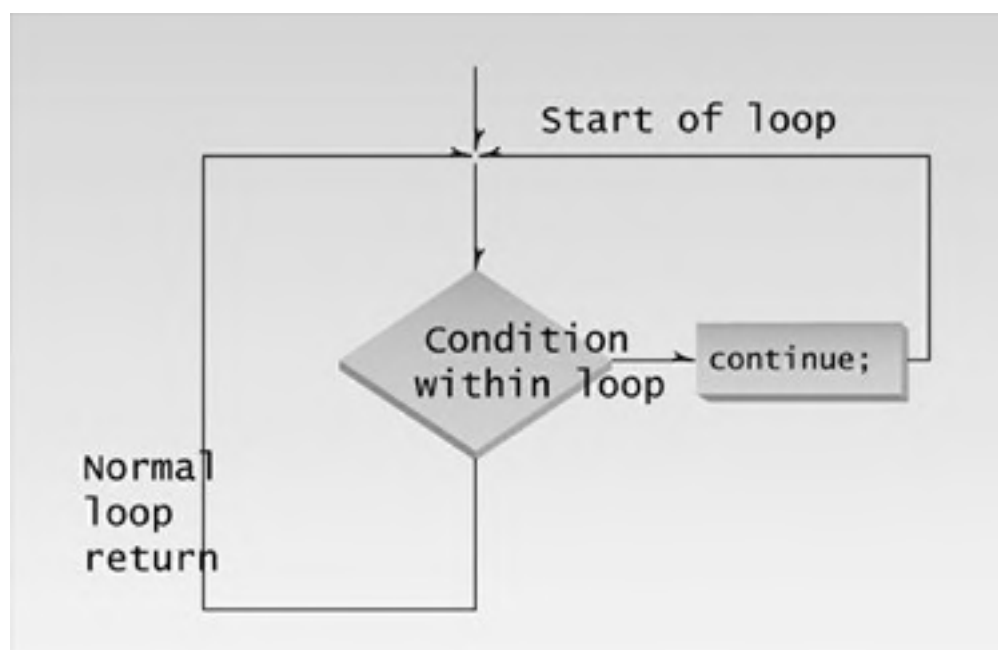 Start of loop
Condition
within loop
continue;
Normal
loop
return